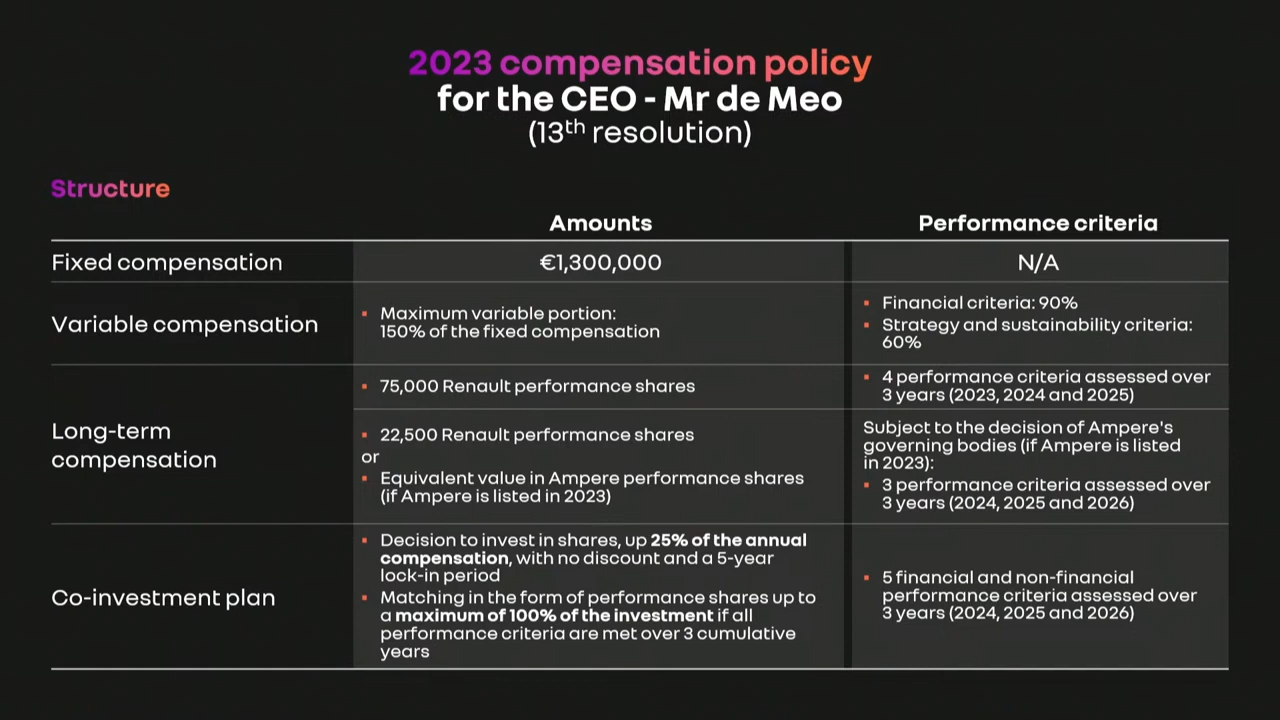 2023 compensation policy
for the CEO - Mr de Meo
(13th resolution)
Structure
Amounts
Performance criteria
Fixed compensation
€1,300,000
N/A
Variable compensation
▪ Maximum variable portion:
150% of the fixed compensation
▪ Financial criteria: 90%
▪ Strategy and sustainability criteria:
60%
Long-term
compensation
▪ 75,000 Renault performance shares
▪ 4 performance criteria assessed over
3 years (2023, 2024 and 2025)
▪ 22,500 Renault performance shares
or
▪ Equivalent value in Ampere performance shares
(if Ampere is listed in 2023)
Subject to the decision of Ampere's
governing bodies (if Ampere is listed
in 2023):
▪ 3 performance criteria assessed over
3 years (2024, 2025 and 2026)
Co-investment plan
▪ Decision to invest in shares, up 25% of the annual
compensation, with no discount and a 5-year
lock-in period
▪ Matching in the form of performance shares up to
a maximum of 100% of the investment if all
performance criteria are met over 3 cumulative
years
▪ 5 financial and non-financial
performance criteria assessed over
3 years (2024, 2025 and 2026)